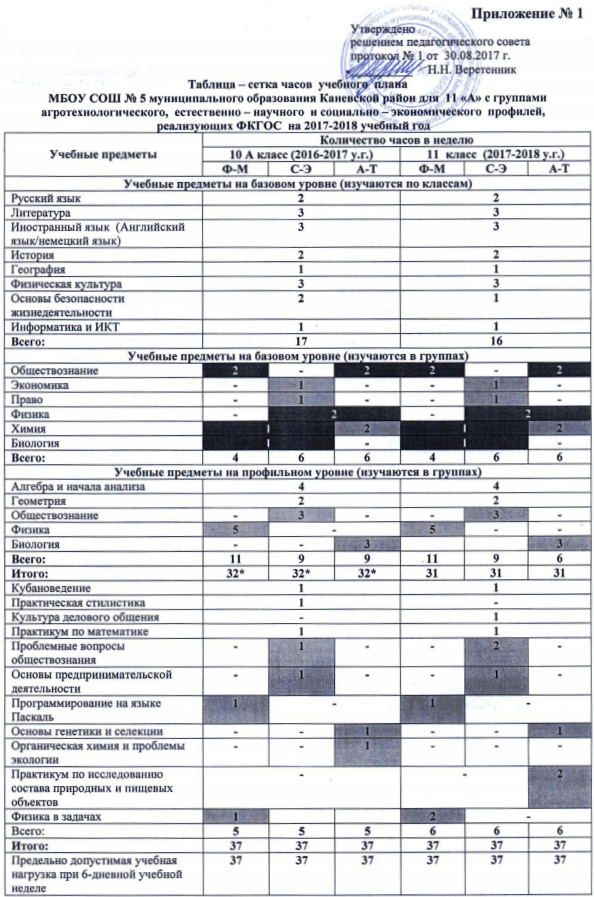 Приложение № 1
Утверждено
решением педагогического совета
протокол № 1 от 30.08.2017 г.
Н.Н. Веретенник
Таблица – сетка часов учебного плана
МБОУ СОШ № 5 муниципального образования Каневской район для 11 «А» с группами
агротехнологического, естественно – научного и социально – экономического профилей,
реализующих ФКГОС на 2017-2018 учебный год
Учебные предметы Количество часов в неделю
10 А класс (2016-2017 у.г.) 11 класс (2017-2018 у.г.)
Ф-М С-Э А-Т Ф-М С-Э А-Т
Учебные предметы на базовом уровне (изучаются по классам)
Русский язык 2 2
Литература 3 3
Иностранный язык (Английский 3 3
язык/немецкий язык)
История 2 2
География 1 1
Физическая культура 3 3
Основы безопасности 2 1
жизнедеятельности
Информатика и ИКТ 1 1
Всего: 17 16
Учебные предметы на базовом уровне (изучаются в группах)
Обществознание 2 - 2 2 - 2
Экономика - 1 - - 1 -
Право - 1 - - 1 -
Физика - 2 - 2
Химия 1 2 1 2
Биология 1 - 1 -
Всего: 4 6 6 4 6 6
Учебные предметы на профильном уровне (изучаются в группах)
Алгебра и начала анализа 4 4
Геометрия 2 2
Обществознание - 3 - - 3 -
Физика 5 - 5 -
Биология - - 3 - - 3
Всего: 11 9 9 11 9 6
Итого: 32* 32* 32* 31 31 31
Кубановедение 1 1
Практическая стилистика 1 -
Культура делового общения - 1
Практикум по математике 1 1
Проблемные вопросы - 1 - - 2 -
обществознания
Основы предпринимательской - 1 - - 1 -
деятельности
Программирование на языке 1 - 1 -
Паскаль
Основы генетики и селекции - - 1 - - 1
Органическая химия и проблемы - - 1 - - -
экологии
Практикум по исследованию - - 2
состава природных и пищевых
объектов
Физика в задачах 1 2 -
Всего: 5 5 5 6 6 6
Итого: 37 37 37 37 37 37
Предельно допустимая учебная 37 37 37 37 37 37
нагрузка при 6-дневной учебной
неделе